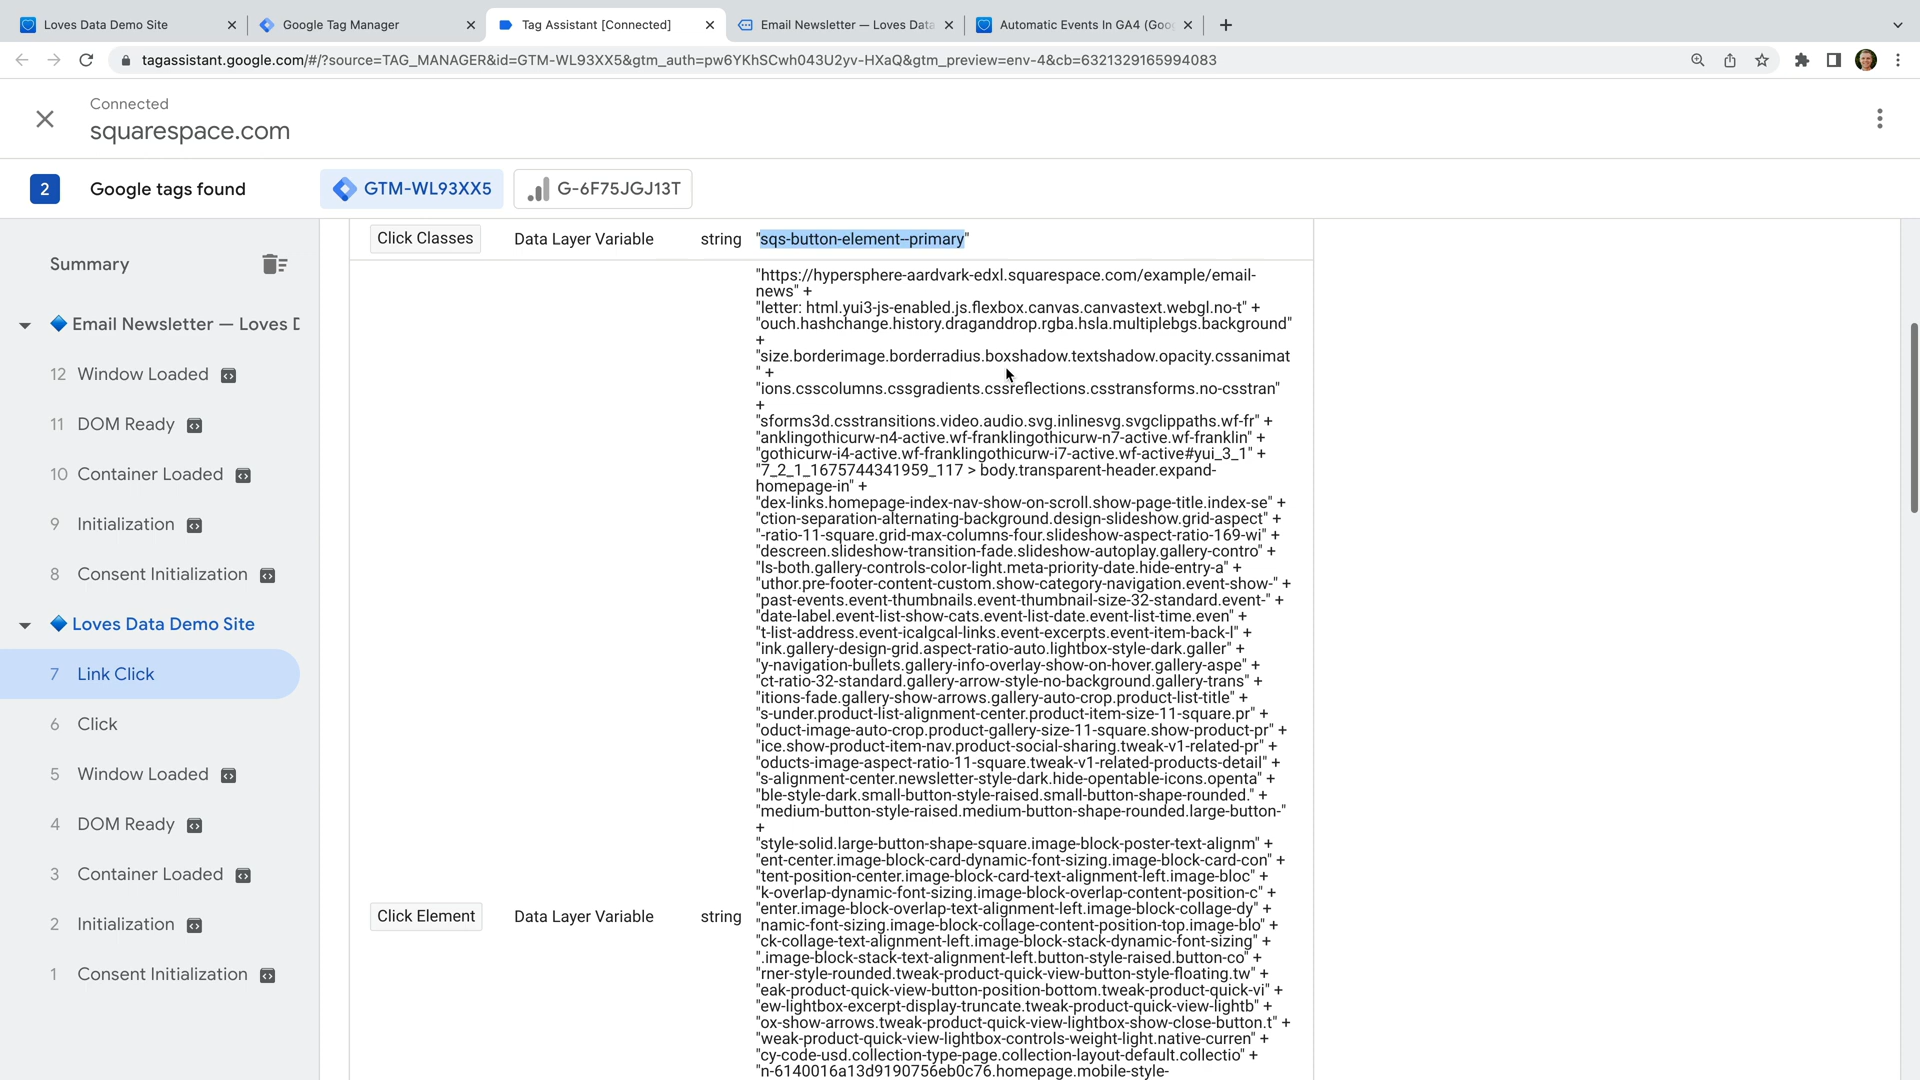 Loves Data Demo Site
Google Tag Manager
Tag Assistant [Connected]
Email Newsletter — Loves Data
Automatic Events In GA4 (Goo
tagassistant.google.com/#/?source=TAG_MANAGER&id=GTM-WL93XX5&gtm_auth=pw6YKhSCwh043U2yv-HXaQ&gtm_preview=env-4&cb=6321329165994083
Connected
squarespace.com
2 Google tags found
GTM-WL93XX5
G-6F75JGJ13T
Summary
Email Newsletter — Loves D
12 Window Loaded
11 DOM Ready
10 Container Loaded
9 Initialization
8 Consent Initialization
Loves Data Demo Site
7 Link Click
6 Click
5 Window Loaded
4 DOM Ready
3 Container Loaded
2 Initialization
1 Consent Initialization
Click Classes Data Layer Variable string "sqs-button-element--primary"
"https://hypersphere-aardvark-edxl.squarespace.com/example/email-
news" +
"letter: html.yui3-js-enabled.js.flexbox.canvas.canvastext.webgl.no-t" +
"ouch.hashchange.history.draganddrop.rgba.hsla.multiplebgs.background"
+
"size.borderimage.borderradius.boxshadow.textshadow.opacity.cssanimat
" +
"ions.csscolumns.cssgradients.cssreflections.csstransforms.no-csstran"
+
"sforms3d.csstransitions.video.audio.svg.inlinesvg.svgclippaths.wf-fr" +
"anklingothicurw-n4-active.wf-franklingothicurw-n7-active.wf-franklin" +
"gothicurw-i4-active.wf-franklingothicurw-i7-active.wf-active#yui_3_1" +
"7_2_1_1675744341959_117 > body.transparent-header.expand-
homepage-in" +
"dex-links.homepage-index-nav-show-on-scroll.show-page-title.index-se" +
"ction-separation-alternating-background.design-slideshow.grid-aspect" +
"-ratio-11-square.grid-max-columns-four.slideshow-aspect-ratio-169-wi" +
"descreen.slideshow-transition-fade.slideshow-autoplay.gallery-contro" +
"ls-both.gallery-controls-color-light.meta-priority-date.hide-entry-a" +
"uthor.pre-footer-content-custom.show-category-navigation.event-show-" +
"past-events.event-thumbnails.event-thumbnail-size-32-standard.event-" +
"date-label.event-list-show-cats.event-list-date.event-list-time.even" +
"t-list-address.event-icalgcal-links.event-excerpts.event-item-back-l" +
"ink.gallery-design-grid.aspect-ratio-auto.lightbox-style-dark.galler" +
"y-navigation-bullets.gallery-info-overlay-show-on-hover.gallery-aspe" +
"ct-ratio-32-standard.gallery-arrow-style-no-background.gallery-trans" +
"itions-fade.gallery-show-arrows.gallery-auto-crop.product-list-title" +
"s-under.product-list-alignment-center.product-item-size-11-square.pr" +
"oduct-image-auto-crop.product-gallery-size-11-square.show-product-pr" +
"ice.show-product-item-nav.product-social-sharing.tweak-v1-related-pr" +
"oducts-image-aspect-ratio-11-square.tweak-v1-related-products-detail" +
"s-alignment-center.newsletter-style-dark.hide-opentable-icons.openta" +
"ble-style-dark.small-button-style-raised.small-button-shape-rounded." +
"medium-button-style-raised.medium-button-shape-rounded.large-button-"
+
"style-solid.large-button-shape-square.image-block-poster-text-alignm" +
"ent-center.image-block-card-dynamic-font-sizing.image-block-card-con" +
"tent-position-center.image-block-card-text-alignment-left.image-bloc" +
"k-overlap-dynamic-font-sizing.image-block-overlap-content-position-c" +
"enter.image-block-overlap-text-alignment-left.image-block-collage-dy" +
Click Element Data Layer Variable string
"namic-font-sizing.image-block-collage-content-position-top.image-blo" +
"ck-collage-text-alignment-left.image-block-stack-dynamic-font-sizing" +
".image-block-stack-text-alignment-left.button-style-raised.button-co" +
"rner-style-rounded.tweak-product-quick-view-button-style-floating.tw" +
"eak-product-quick-view-button-position-bottom.tweak-product-quick-vi" +
"ew-lightbox-excerpt-display-truncate.tweak-product-quick-view-lightb" +
"ox-show-arrows.tweak-product-quick-view-lightbox-show-close-button.t" +
"weak-product-quick-view-lightbox-controls-weight-light.native-curren" +
"cy-code-usd.collection-type-page.collection-layout-default.collectio" +
"n-6140016a13d9190756eb0c76.homepage.mobile-style-